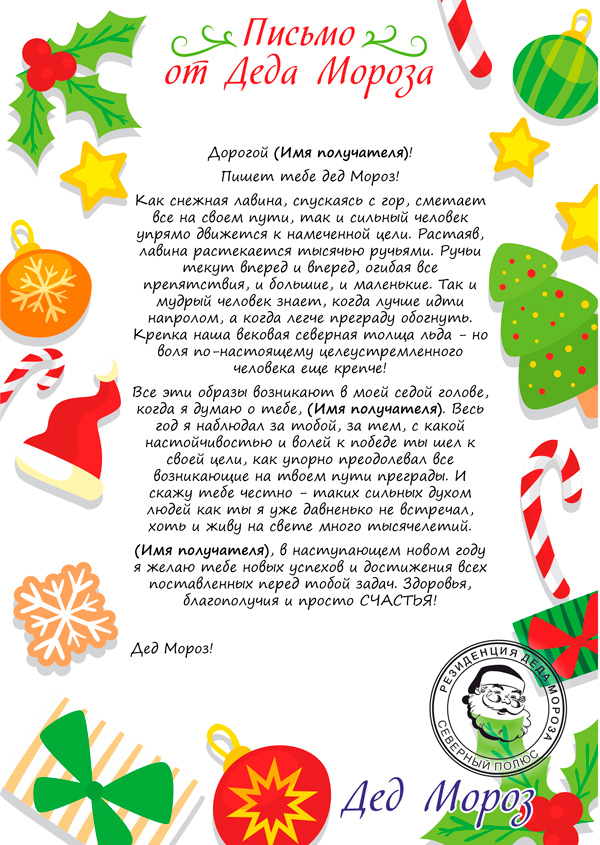 Письмо
от Деда Мороза
Дорогой (Имя получателя)!
Пишет тебе дед Мороз!
Как снежная лавина, спускаясь с гор, сметает
все на своем пути, так и сильный человек
упрямо движется к намеченной цели. Растаяв,
лавина растекается тысячью ручьями. Ручьи
текут вперед и вперед, огибая все
препятствия, и большие, и маленькие. Так и
мудрый человек знает, когда лучше идти
напролом, а когда легче преграду обогнуть.
Крепка наша вековая северная толща льда - но
воля по-настоящему целеустремленного
человека еще крепче!
Все эти образы возникают в моей седой голове,
когда я думаю о тебе, (Имя получателя). Весь
год я наблюдал за тобой, за тем, с какой
настойчивостью и волей к победе ты шел к
своей цели, как упорно преодолевал все
возникающие на твоем пути преграды. И
скажу тебе честно - таких сильных духом
людей как ты я уже давненько не встречал,
хоть и живу на свете много тысячелетий.
(Имя получателя), в наступающем новом году
я желаю тебе новых успехов и достижения всех
поставленных перед тобой задач. Здоровья,
благополучия и просто СЧАСТЬЯ!
Дед Мороз!
РЕЗИДЕНЦИЯ ДЕДА МОРОЗА
СЕВЕРНЫЙ ПОЛЮС
Дед Мороз